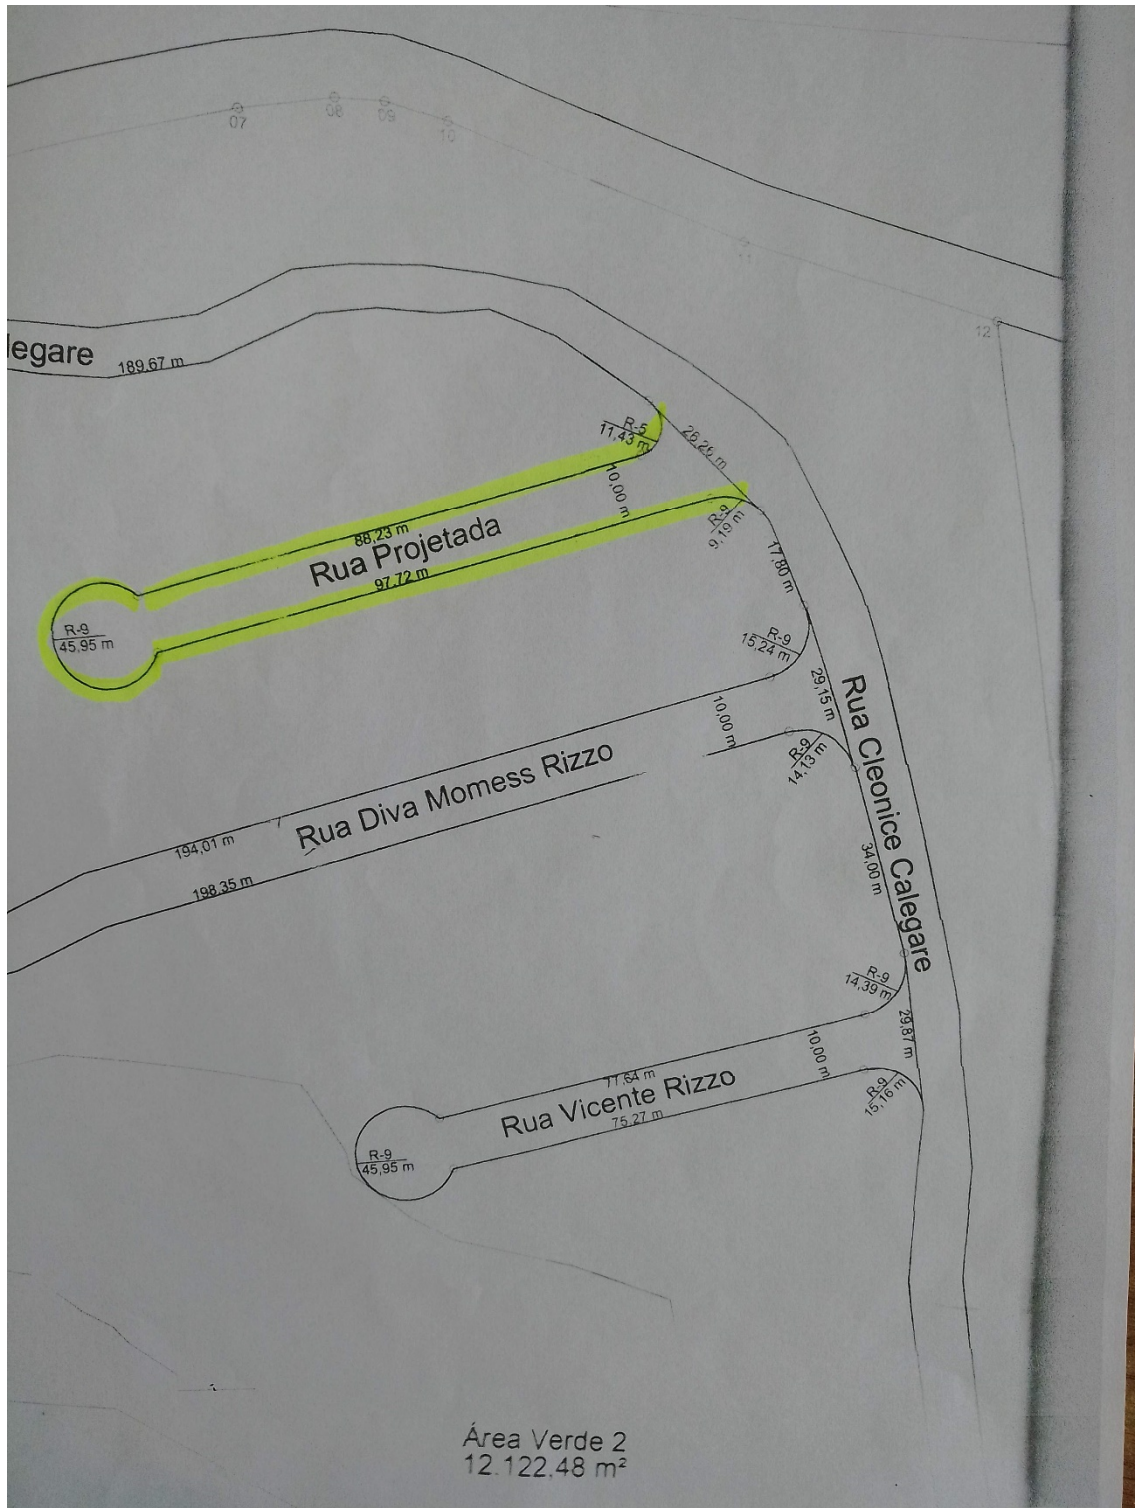 07
08
09
10
11
12
legare
189.67 m
R-5
11,43 m
26,26 m
10,00 m
88,23 m
Rua Projetada
97,72 m
R-9
9,19 m
17,80 m
R-9
45,95 m
R-9
15,24 m
29,15 m
10,00 m
R-9
14,13 m
Rua Cleonice Calegare
Rua Diva Momess Rizzo
194,01 m
198,35 m
34,00 m
R-9
14,39 m
29,87 m
10,00 m
77,64 m
Rua Vicente Rizzo
75,27 m
R-9
15,16 m
R-9
45,95 m
Área Verde 2
12.122,48 m²